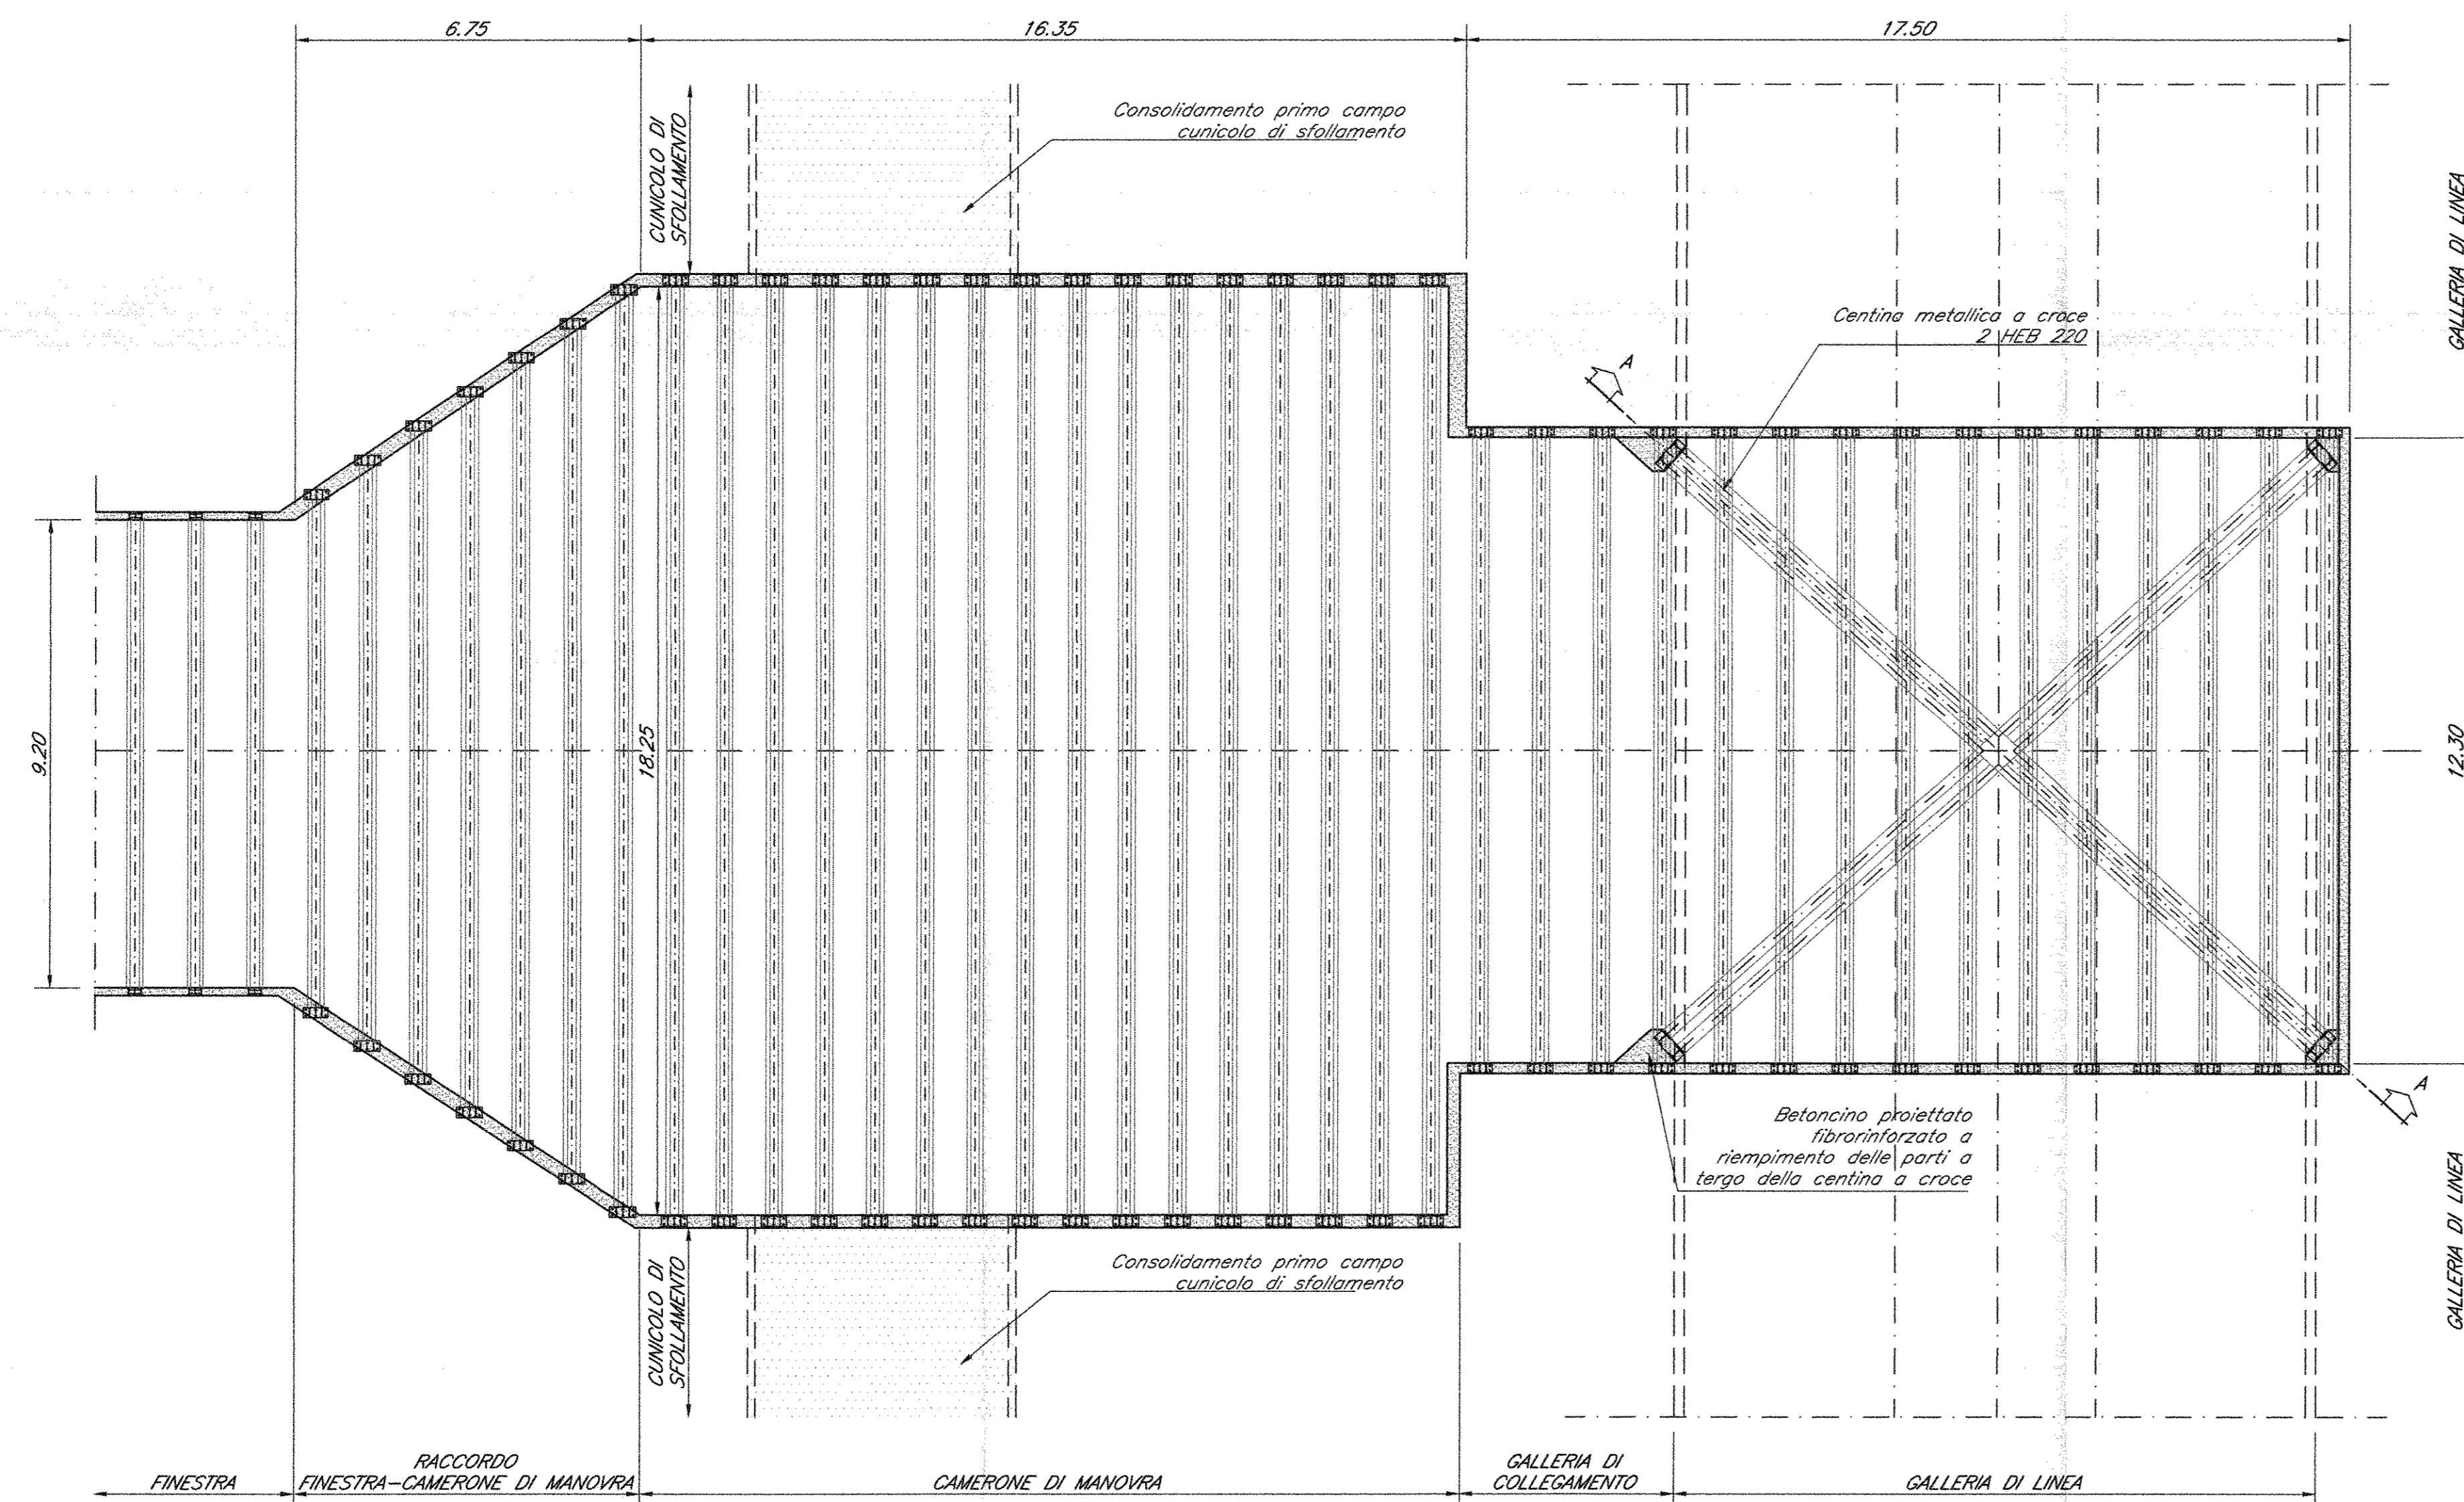 6.75
16.35
17.50
CUNICOLO DI
SFOLLAMENTO
Consolidamento primo campo
cunicolo di sfollamento
GALLERIA DI LINEA
Centina metallica a croce
2 HEB 220
A
9.20
18.25
12.30
A
Betoncino proiettato
fibrorinforzato a
riempimento delle parti a
tergo della centina a croce
CUNICOLO DI
SFOLLAMENTO
Consolidamento primo campo
cunicolo di sfollamento
GALLERIA DI LINEA
FINESTRA
RACCORDO
FINESTRA-CAMERONE DI MANOVRA
CAMERONE DI MANOVRA
GALLERIA DI
COLLEGAMENTO
GALLERIA DI LINEA